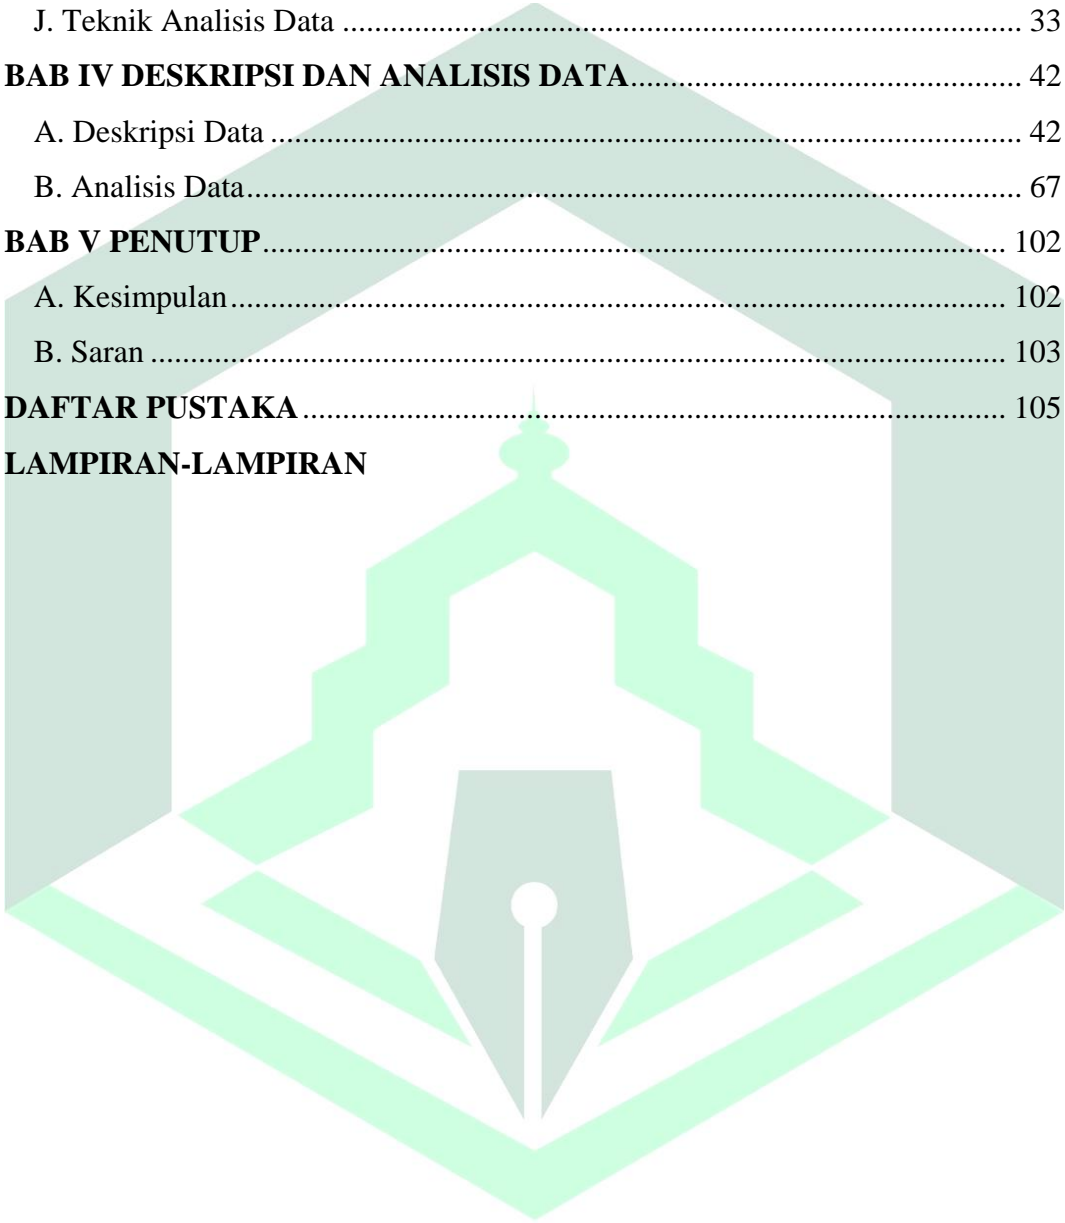 J. Teknik Analisis Data ........................................................................................ 33
BAB IV DESKRIPSI DAN ANALISIS DATA................................................. 42
A. Deskripsi Data ................................................................................................ 42
B. Analisis Data................................................................................................... 67
BAB V PENUTUP............................................................................................... 102
A. Kesimpulan................................................................................................... 102
B. Saran ............................................................................................................. 103
DAFTAR PUSTAKA.......................................................................................... 105
LAMPIRAN-LAMPIRAN